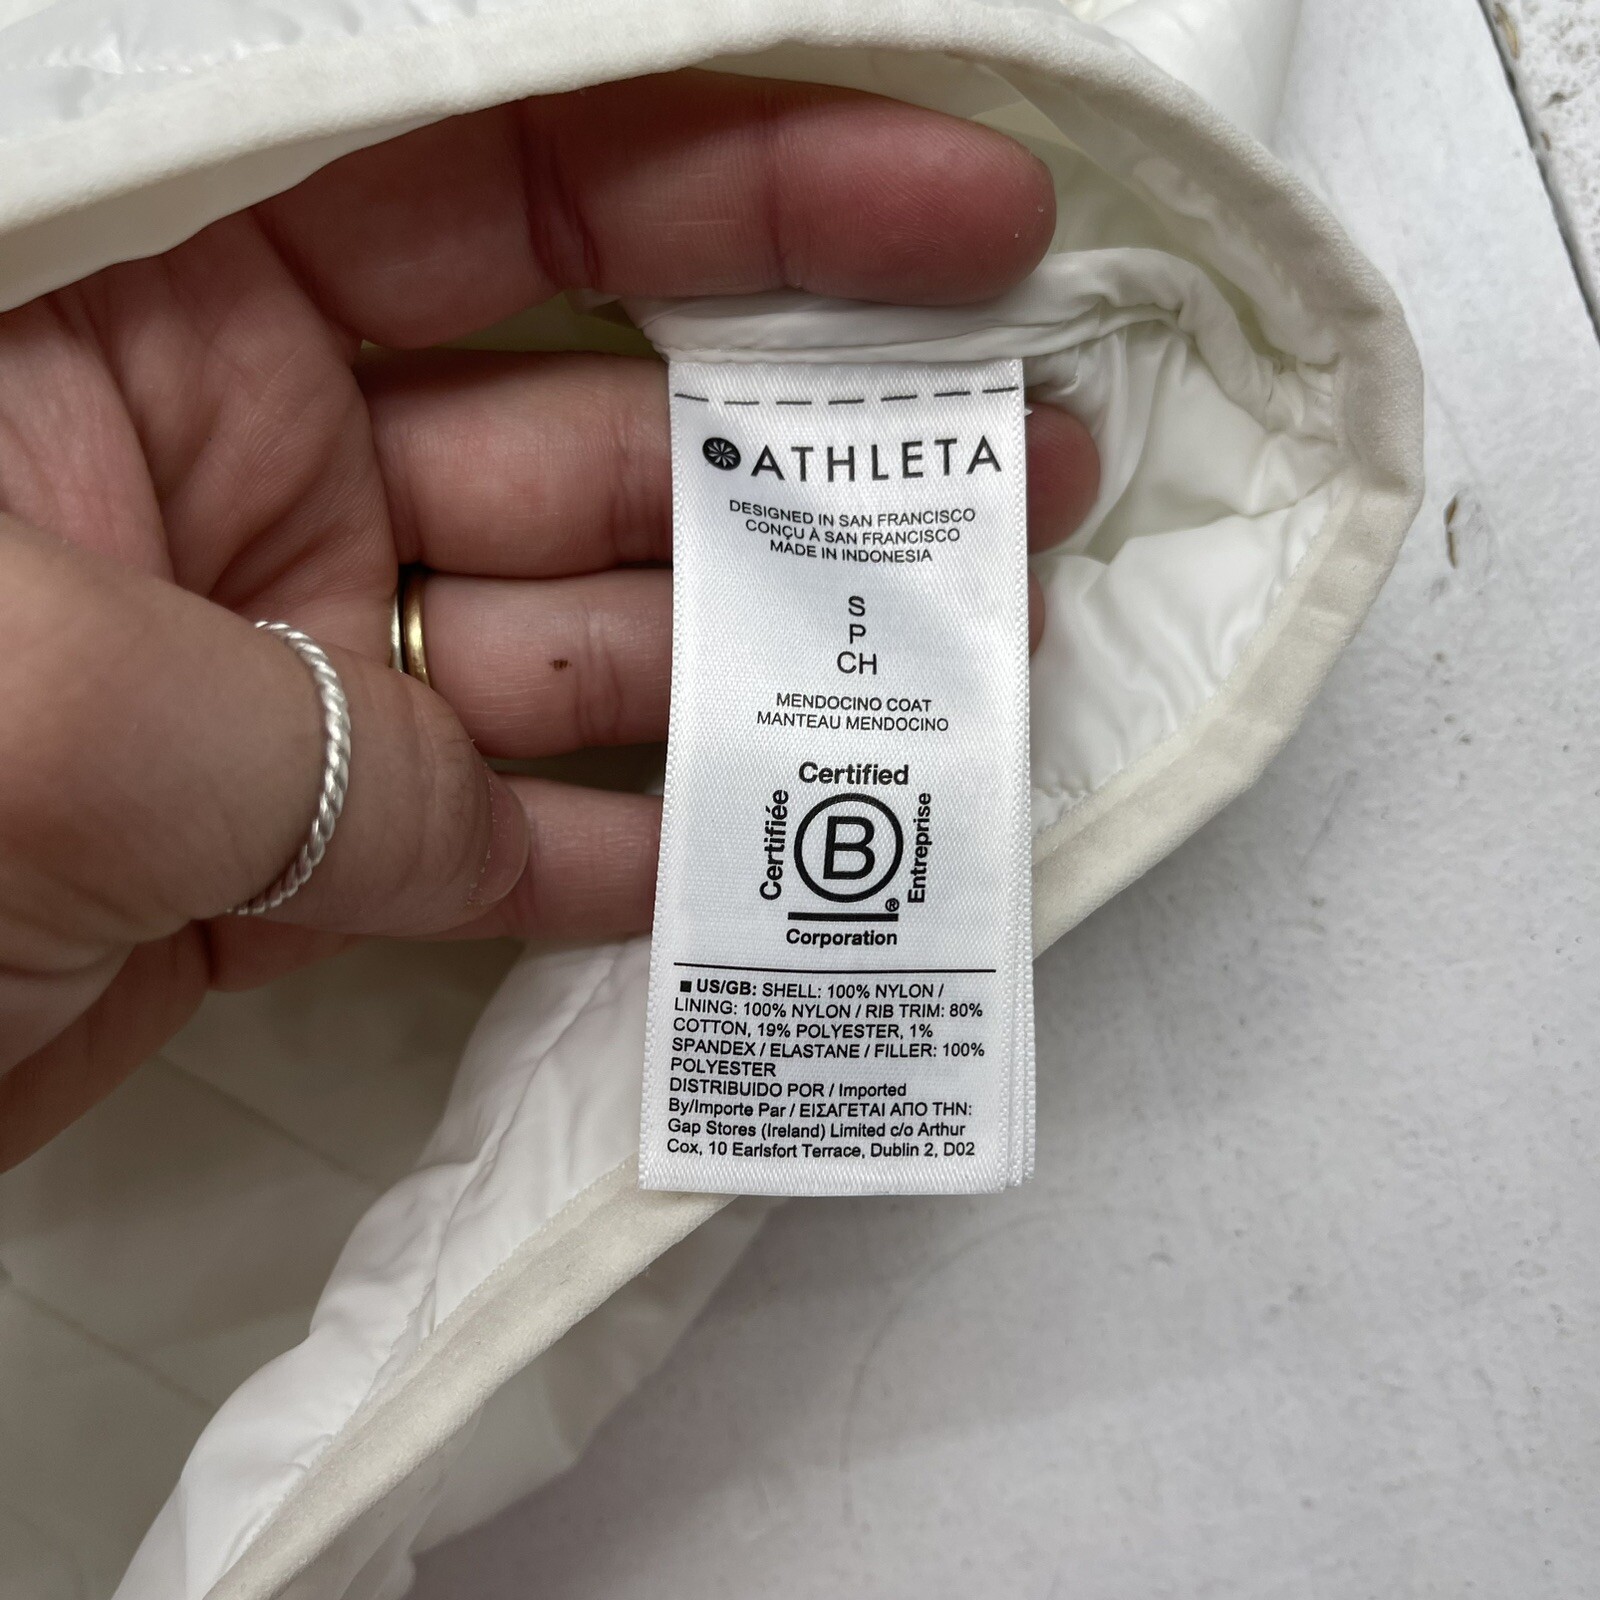 ATHLETA
DESIGNED IN SAN FRANCISCO
CONÇU À SAN FRANCISCO
MADE IN INDONESIA
S
P
CH
MENDOCINO COAT
MANTEAU MENDOCINO
Certified
Certifiée
B
Entreprise
®
Corporation
■ US/GB: SHELL: 100% NYLON /
LINING: 100% NYLON / RIB TRIM: 80%
COTTON, 19% POLYESTER, 1%
SPANDEX / ELASTANE / FILLER: 100%
POLYESTER
DISTRIBUIDO POR / Imported
By/Importe Par / ΕΙΣΑΓΕΤΑΙ ΑΠΟ ΤΗΝ:
Gap Stores (Ireland) Limited c/o Arthur
Cox, 10 Earlsfort Terrace, Dublin 2, D02